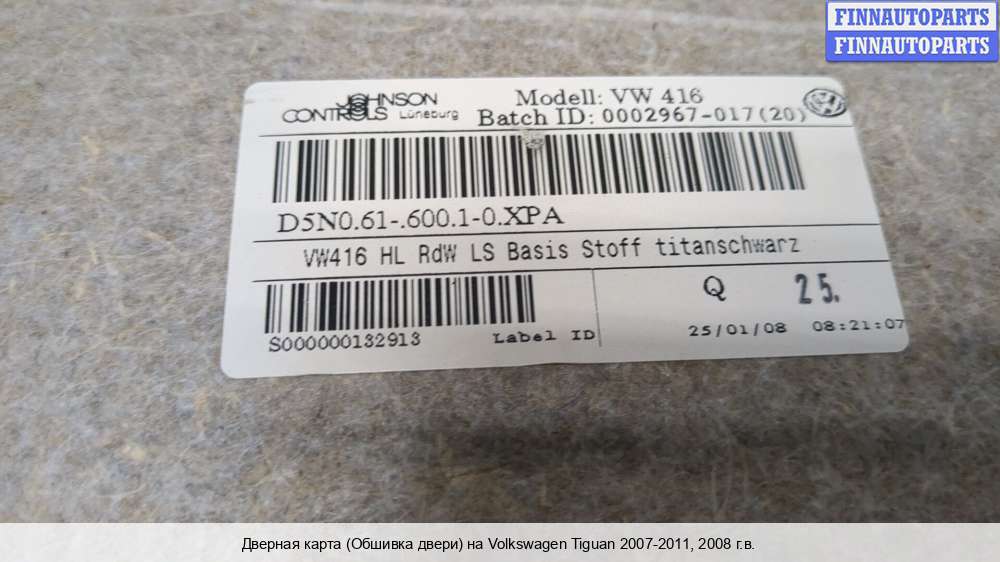 FINNAUTOPARTS
FINNAUTOPARTS
JOHNSON
CONTROLS Lüneburg
Modell: VW 416
Batch ID: 0002967-017(20)
D5N0.61-.600.1-0.XPA
VW416 HL RdW LS Basis Stoff titanschwarz
Q 25.
S000000132913 Label ID 25/01/08 08:21:07
Дверная карта (Обшивка двери) на Volkswagen Tiguan 2007-2011, 2008 г.в.